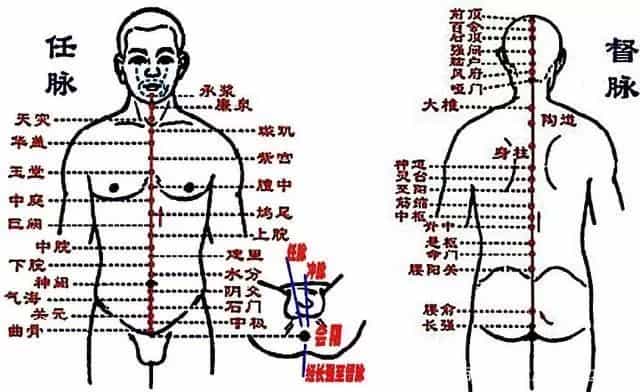 任脉
承浆
廉泉
天突
璇玑
华盖
紫宫
玉堂
膻中
中庭
鸠尾
巨阙
上脘
中脘
建里
下脘
水分
神阙
阴交
气海
石门
关元
中极
曲骨
任脉
冲脉
会阴
经长强至督脉
督脉
前顶
百会
后顶
强间
脑户
风府
哑门
大椎
陶道
身柱
神道
灵台
至阳
筋缩
中枢
脊中
悬枢
命门
腰阳关
腰俞
长强